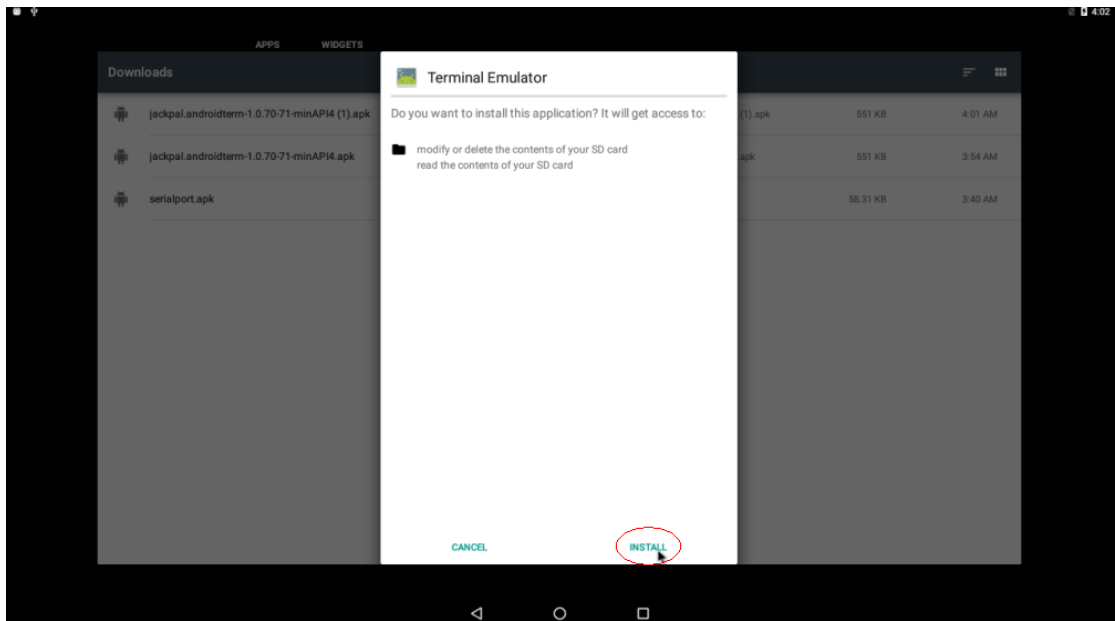 4:02
APPS WIDGETS
Downloads
Terminal Emulator
Do you want to install this application? It will get access to:
modify or delete the contents of your SD card
read the contents of your SD card
jackpal.androidterm-1.0.70-71-minAPI4 (1).apk (1).apk 551 KB 4:01 AM
jackpal.androidterm-1.0.70-71-minAPI4.apk apk 551 KB 3:54 AM
serialport.apk 58.31 KB 3:40 AM
CANCEL INSTALL